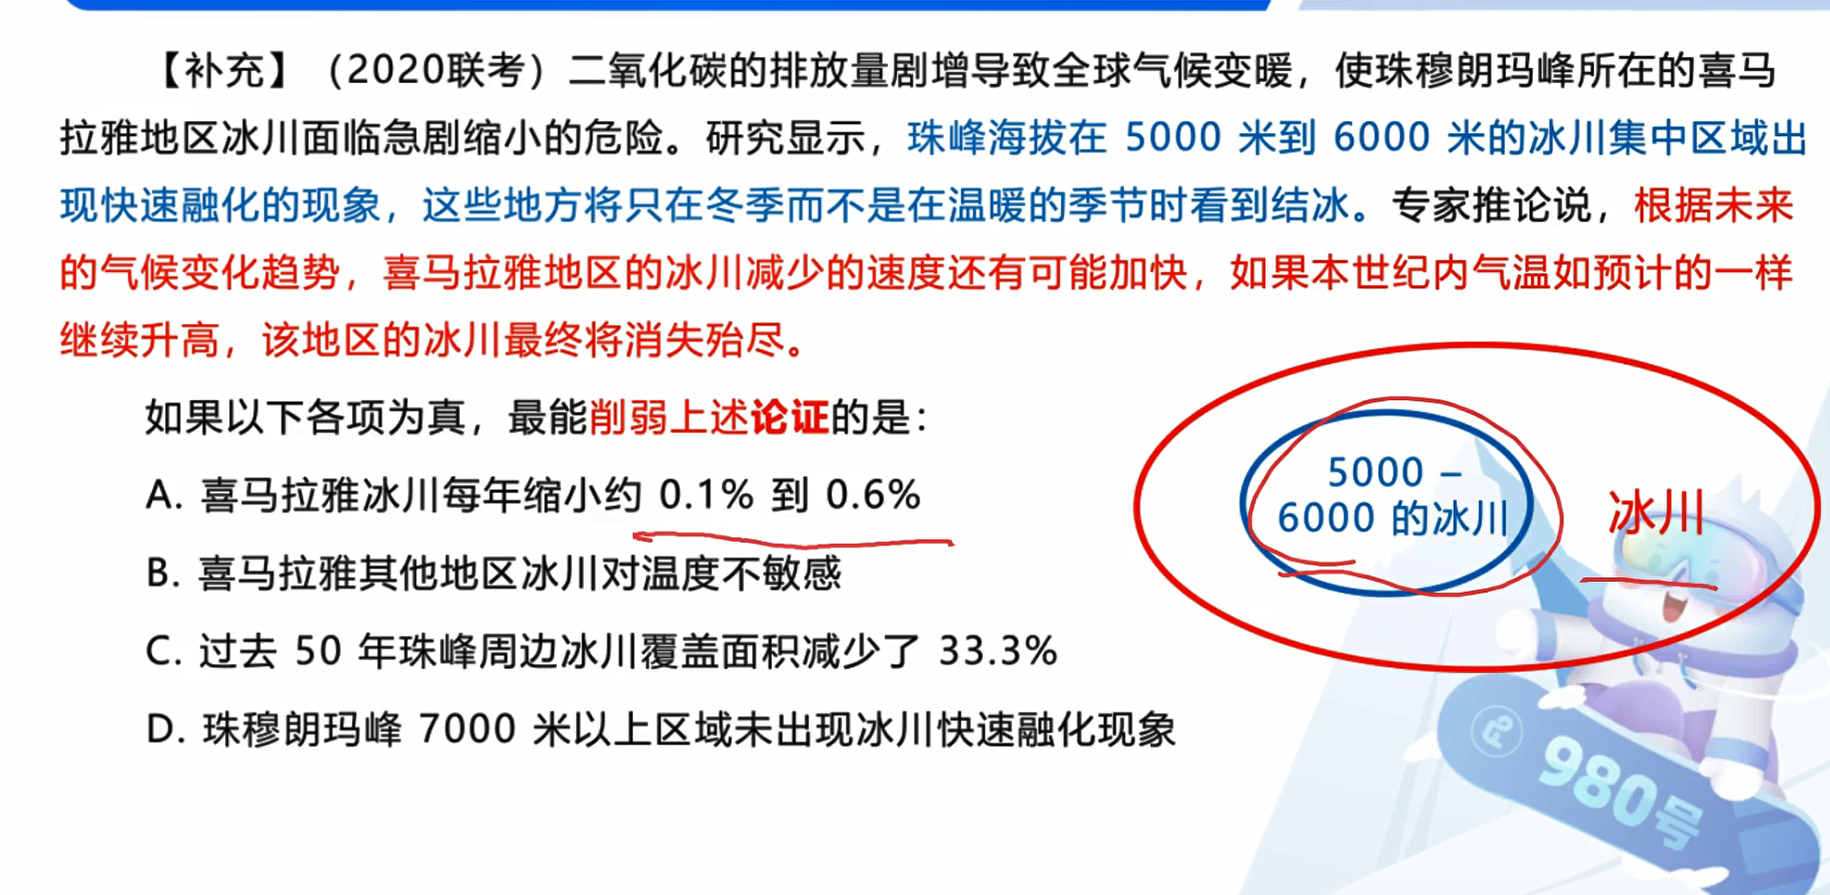 【补充】（2020联考）二氧化碳的排放量剧增导致全球气候变暖，使珠穆朗玛峰所在的喜马
拉雅地区冰川面临急剧缩小的危险。研究显示，珠峰海拔在 5000 米到 6000 米的冰川集中区域出
现快速融化的现象，这些地方将只在冬季而不是在温暖的季节时看到结冰。专家推论说，根据未来
的气候变化趋势，喜马拉雅地区的冰川减少的速度还有可能加快，如果本世纪内气温如预计的一样
继续升高，该地区的冰川最终将消失殆尽。
如果以下各项为真，最能削弱上述论证的是：
A. 喜马拉雅冰川每年缩小约 0.1% 到 0.6%
B. 喜马拉雅其他地区冰川对温度不敏感
C. 过去 50 年珠峰周边冰川覆盖面积减少了 33.3%
D. 珠穆朗玛峰 7000 米以上区域未出现冰川快速融化现象
5000 –
6000 的冰川
冰川
980号